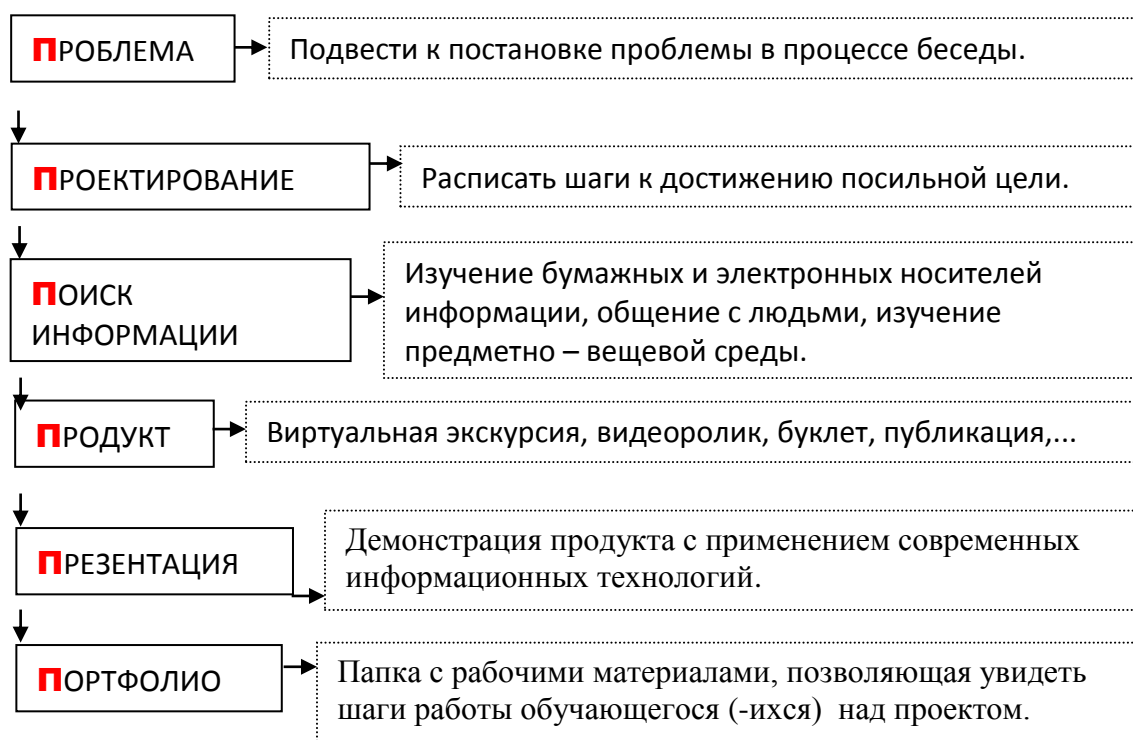 ПРОБЛЕМА
Подвести к постановке проблемы в процессе беседы.
ПРОЕКТИРОВАНИЕ
Расписать шаги к достижению посильной цели.
ПОИСК
ИНФОРМАЦИИ
Изучение бумажных и электронных носителей
информации, общение с людьми, изучение
предметно – вещевой среды.
ПРОДУКТ
Виртуальная экскурсия, видеоролик, буклет, публикация,...
ПРЕЗЕНТАЦИЯ
Демонстрация продукта с применением современных
информационных технологий.
ПОРТФОЛИО
Папка с рабочими материалами, позволяющая увидеть
шаги работы обучающегося (-ихся) над проектом.